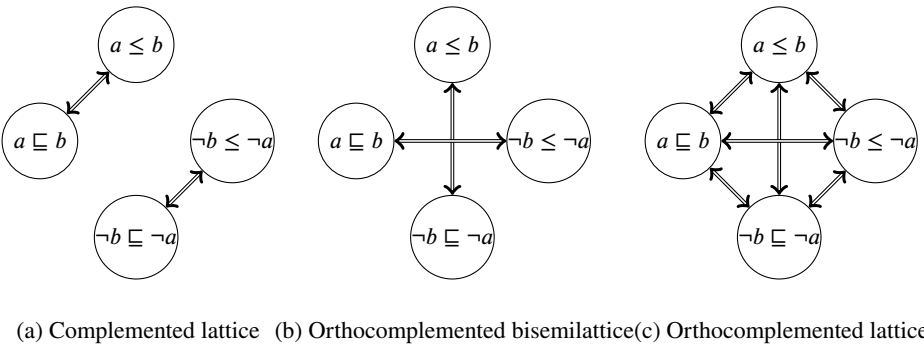 a ≤ b
a ⊑ b
¬b ≤ ¬a
¬b ⊑ ¬a
a ≤ b
a ⊑ b
¬b ≤ ¬a
¬b ⊑ ¬a
a ≤ b
a ⊑ b
¬b ≤ ¬a
¬b ⊑ ¬a
(a) Complemented lattice
(b) Orthocomplemented bisemilattice
(c) Orthocomplemented lattice